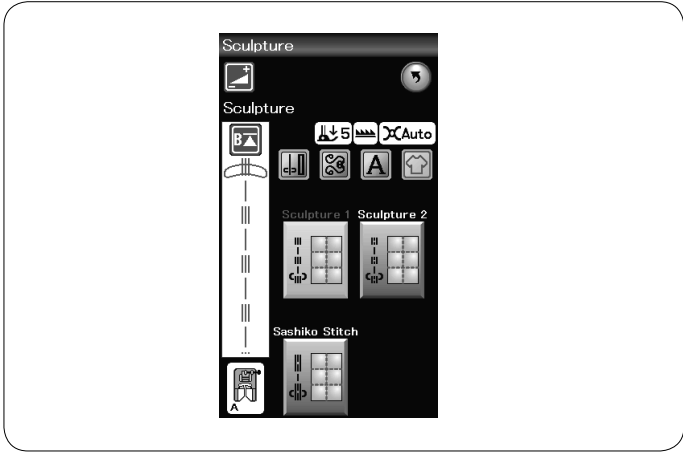 Sculpture
Sculpture
B
5 Auto
A
Sculpture 1 Sculpture 2
Sashiko Stitch
A